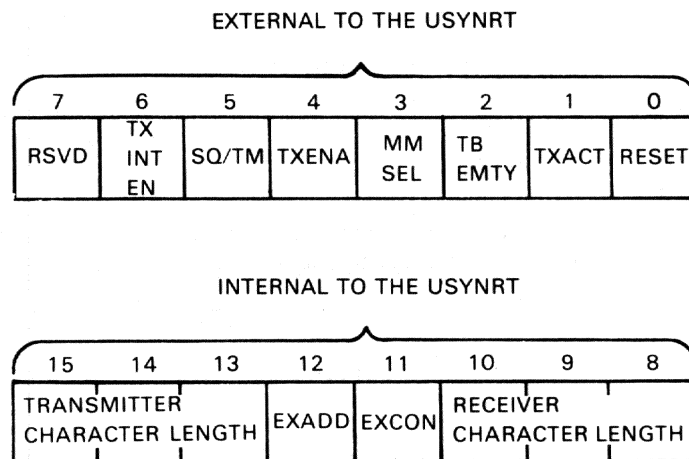 EXTERNAL TO THE USYNRT
7 6 5 4 3 2 1 0
RSVD TX INT EN SQ/TM TXENA MM SEL TB EMTY TXACT RESET
INTERNAL TO THE USYNRT
15 14 13 12 11 10 9 8
TRANSMITTER CHARACTER LENGTH EXADD EXCON RECEIVER CHARACTER LENGTH